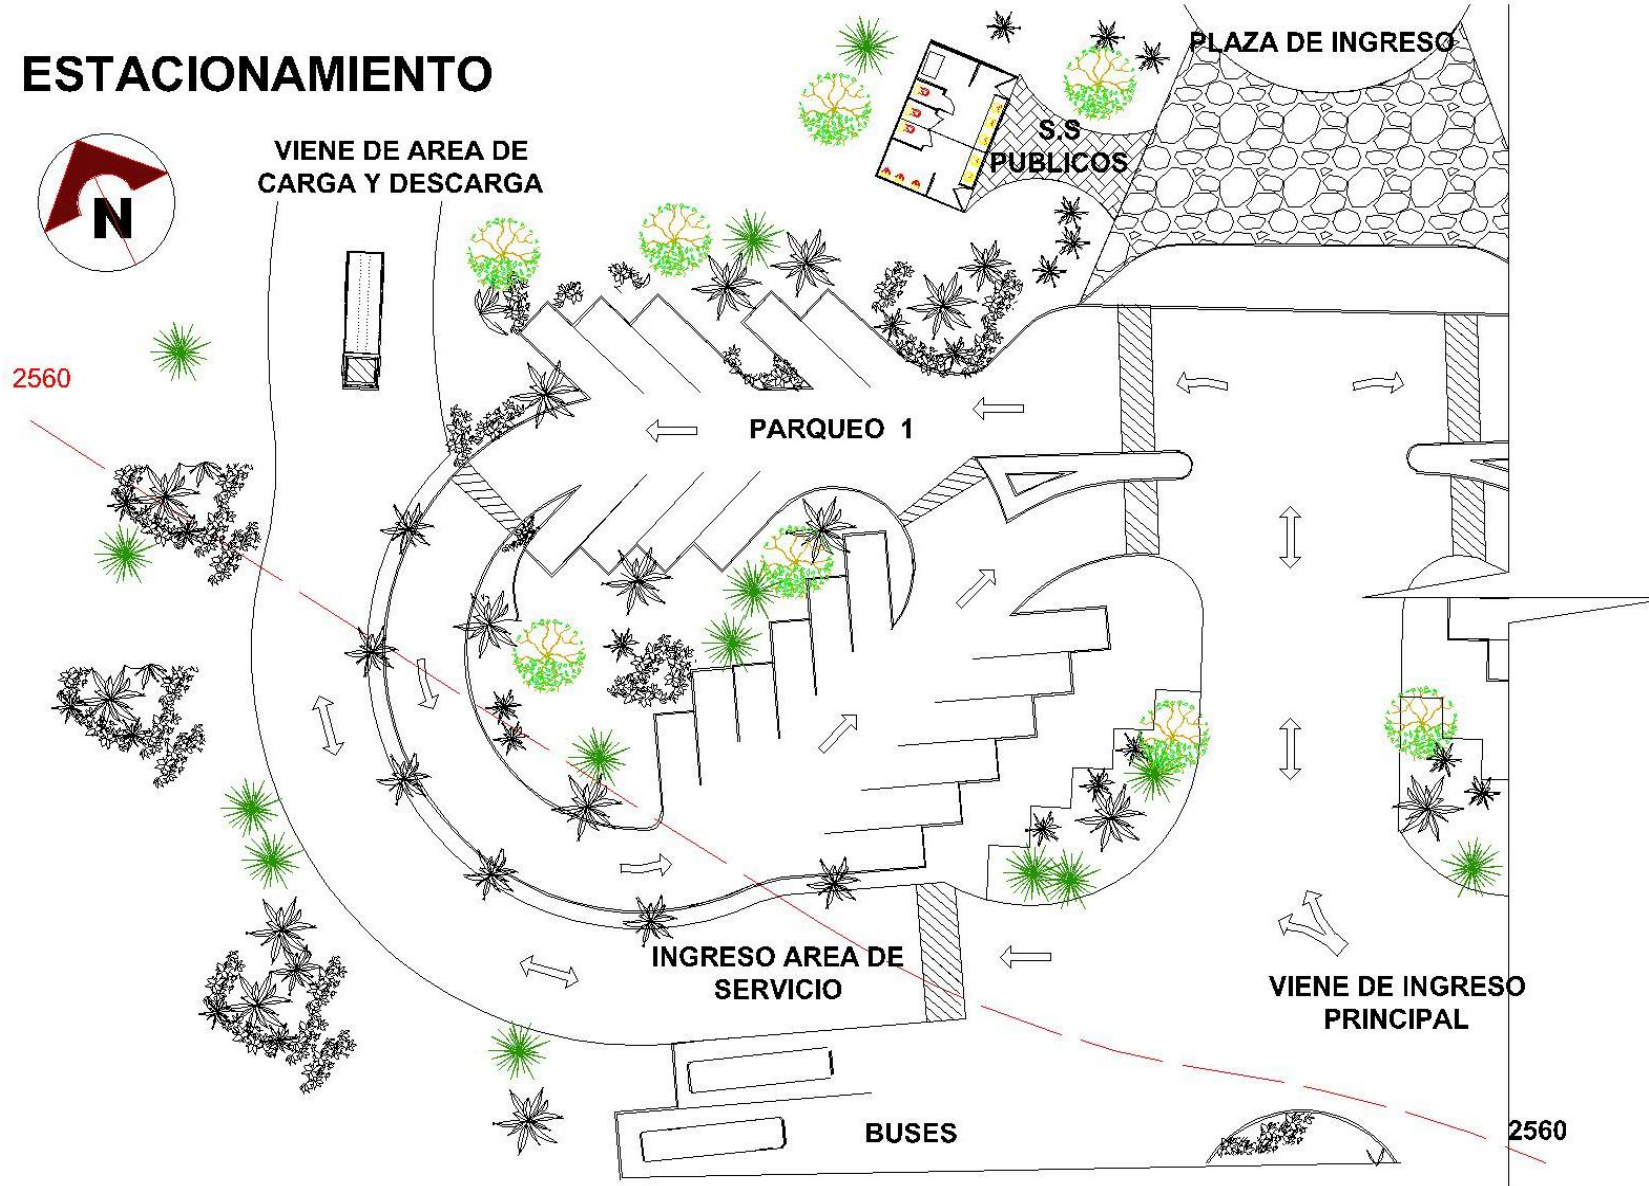 ESTACIONAMIENTO
PLAZA DE INGRESO
VIENE DE AREA DE
CARGA Y DESCARGA
S.S
PUBLICOS
N
2560
PARQUEO 1
INGRESO AREA DE
SERVICIO
VIENE DE INGRESO
PRINCIPAL
BUSES
2560